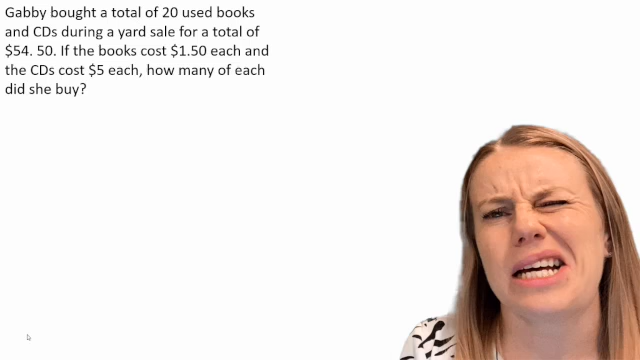 Gabby bought a total of 20 used books
and CDs during a yard sale for a total of
$54. 50. If the books cost $1.50 each and
the CDs cost $5 each, how many of each
did she buy?